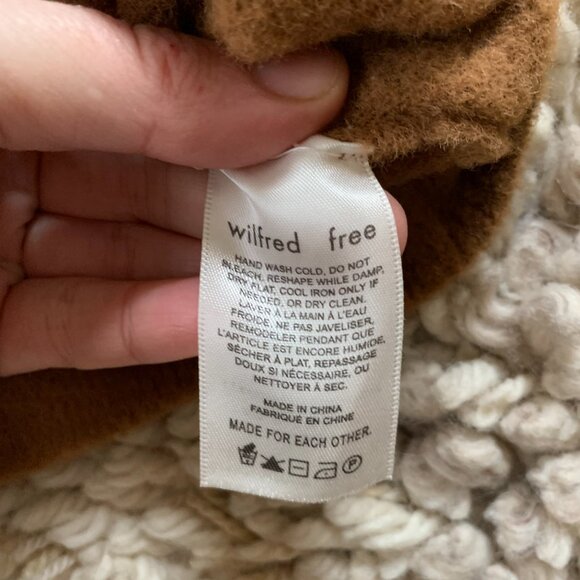 wilfred free
HAND WASH COLD, DO NOT
BLEACH. RESHAPE WHILE DAMP,
DRY FLAT. COOL IRON ONLY IF
NEEDED, OR DRY CLEAN.
LAVER À LA MAIN À L'EAU
FROIDE. NE PAS JAVELISER,
REMODELER PENDANT QUE
L'ARTICLE EST ENCORE HUMIDE.
SÉCHER À PLAT, REPASSAGE
DOUX SI NÉCESSAIRE, OU
NETTOYER À SEC.
MADE IN CHINA
FABRIQUÉ EN CHINE
MADE FOR EACH OTHER.
P